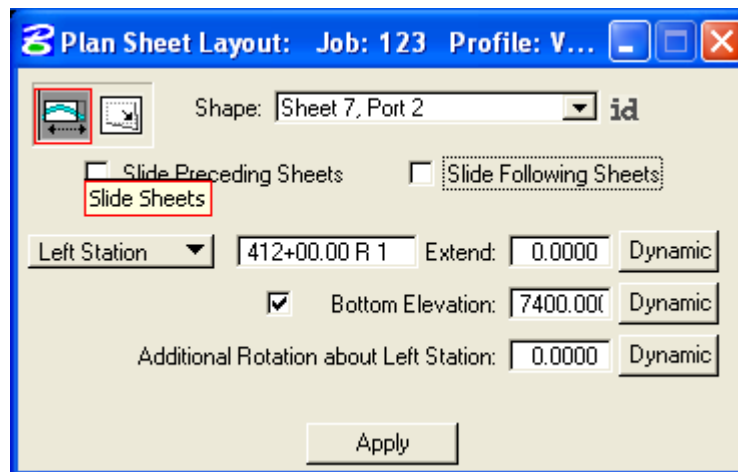 Plan Sheet Layout: Job: 123 Profile: V...
Shape: Sheet 7, Port 2 id
Slide Preceding Sheets Slide Following Sheets
Slide Sheets
Left Station 412+00.00 R 1 Extend: 0.0000 Dynamic
Bottom Elevation: 7400.00( Dynamic
Additional Rotation about Left Station: 0.0000 Dynamic
Apply